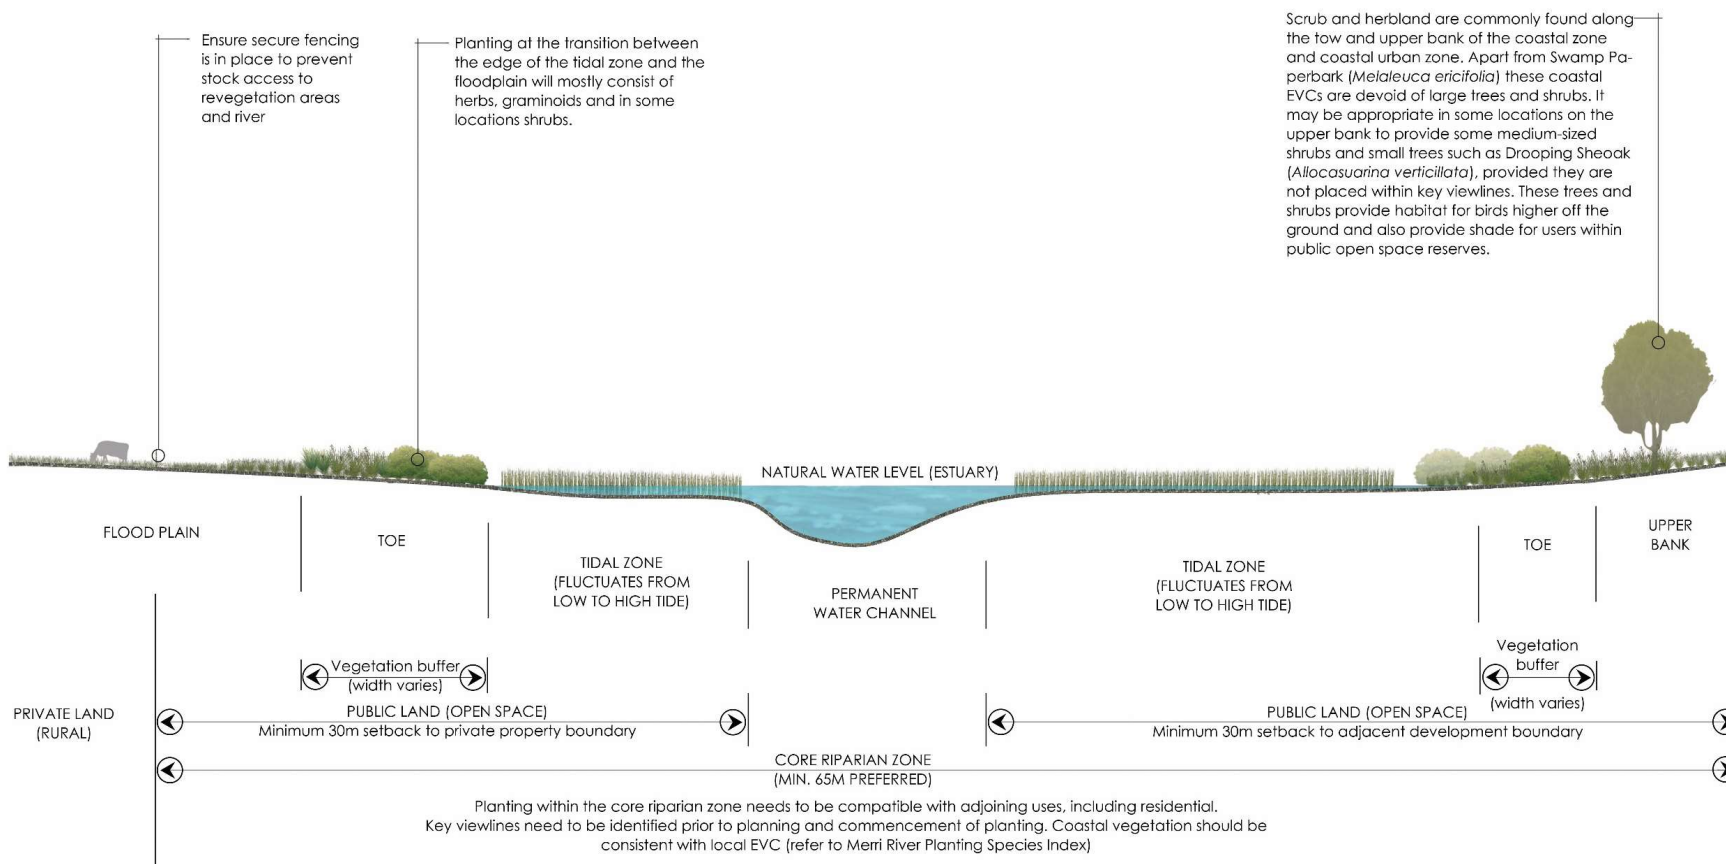 Ensure secure fencing
is in place to prevent
stock access to
revegetation areas
and river
Planting at the transition between
the edge of the tidal zone and the
floodplain will mostly consist of
herbs, graminoids and in some
locations shrubs.
Scrub and herbland are commonly found along
the tow and upper bank of the coastal zone
and coastal urban zone. Apart from Swamp Pa-
perbark (Melaleuca ericifolia) these coastal
EVCs are devoid of large trees and shrubs. It
may be appropriate in some locations on the
upper bank to provide some medium-sized
shrubs and small trees such as Drooping Sheoak
(Allocasuarina verticillata), provided they are
not placed within key viewlines. These trees and
shrubs provide habitat for birds higher off the
ground and also provide shade for users within
public open space reserves.
NATURAL WATER LEVEL (ESTUARY)
FLOOD PLAIN
TOE
TIDAL ZONE
(FLUCTUATES FROM
LOW TO HIGH TIDE)
PERMANENT
WATER CHANNEL
TIDAL ZONE
(FLUCTUATES FROM
LOW TO HIGH TIDE)
TOE
UPPER
BANK
Vegetation buffer
(width varies)
Vegetation
buffer
(width varies)
PRIVATE LAND
(RURAL)
PUBLIC LAND (OPEN SPACE)
Minimum 30m setback to private property boundary
PUBLIC LAND (OPEN SPACE)
Minimum 30m setback to adjacent development boundary
CORE RIPARIAN ZONE
(MIN. 65M PREFERRED)
Planting within the core riparian zone needs to be compatible with adjoining uses, including residential.
Key viewlines need to be identified prior to planning and commencement of planting. Coastal vegetation should be
consistent with local EVC (refer to Merri River Planting Species Index)